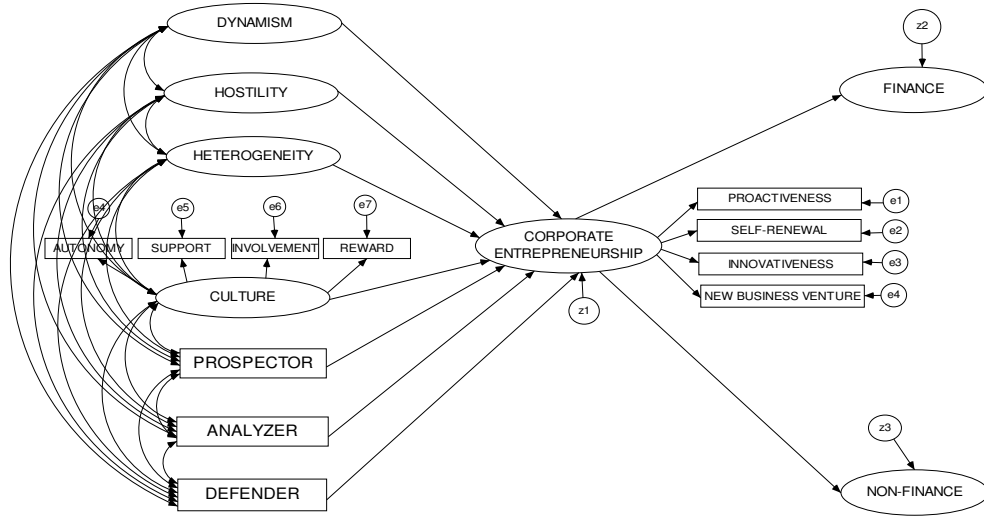 DYNAMISM
z2
FINANCE
HOSTILITY
HETEROGENEITY
e4
e5
e6
e7
AUTONOMY
SUPPORT
INVOLVEMENT
REWARD
CULTURE
CORPORATE
ENTREPRENEURSHIP
z1
PROACTIVENESS
e1
SELF-RENEWAL
e2
INNOVATIVENESS
e3
NEW BUSINESS VENTURE
e4
PROSPECTOR
ANALYZER
DEFENDER
z3
NON-FINANCE